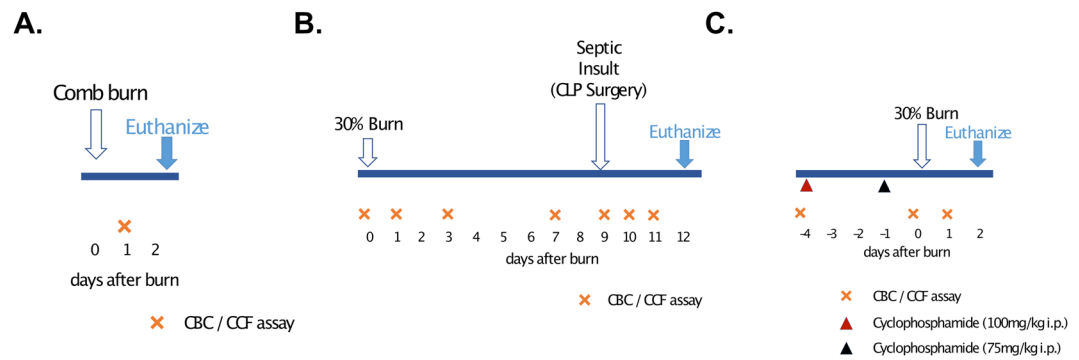 A.
Comb burn
Euthanize
0 1 2
days after burn
CBC / CCF assay
B.
Septic
Insult
(CLP Surgery)
30% Burn
Euthanize
0 1 2 3 4 5 6 7 8 9 10 11 12
days after burn
CBC / CCF assay
C.
30% Burn
Euthanize
-4 -3 -2 -1 0 1 2
days after burn
CBC / CCF assay
Cyclophosphamide (100mg/kg i.p.)
Cyclophosphamide (75mg/kg i.p.)